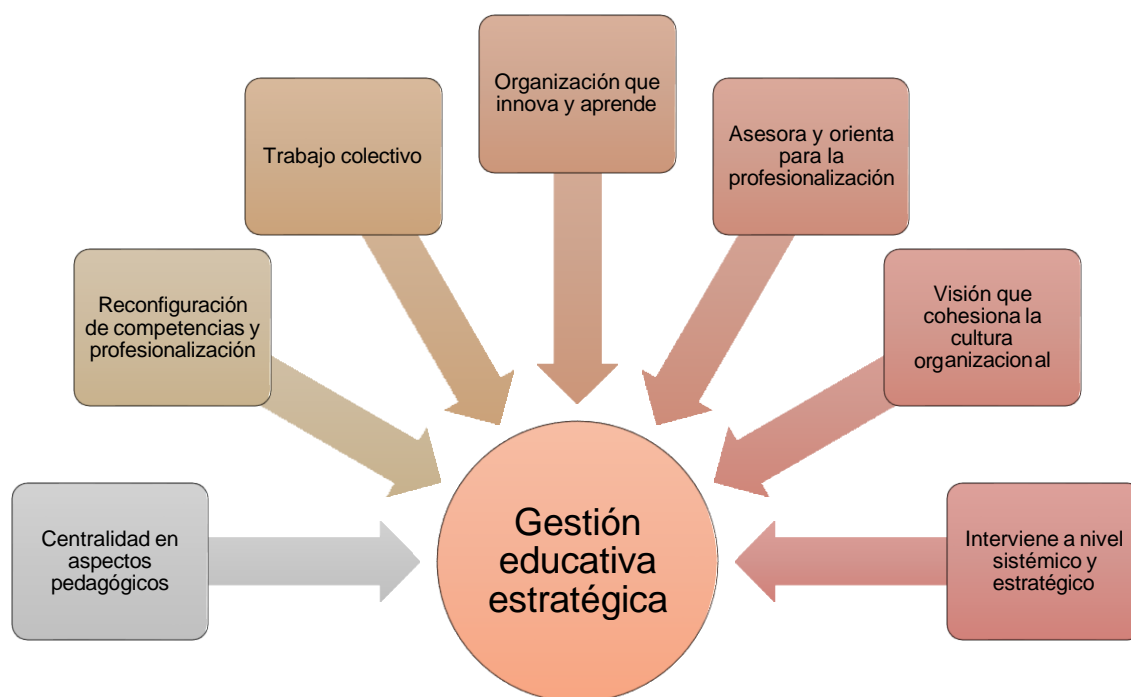 Organización que
innova y aprende
Trabajo colectivo
Asesora y orienta
para la
profesionalización
Reconfiguración
de competencias y
profesionalización
Visión que
cohesiona la
cultura
organizacional
Centralidad en
aspectos
pedagógicos
Gestión
educativa
estratégica
Interviene a nivel
sistémico y
estratégico